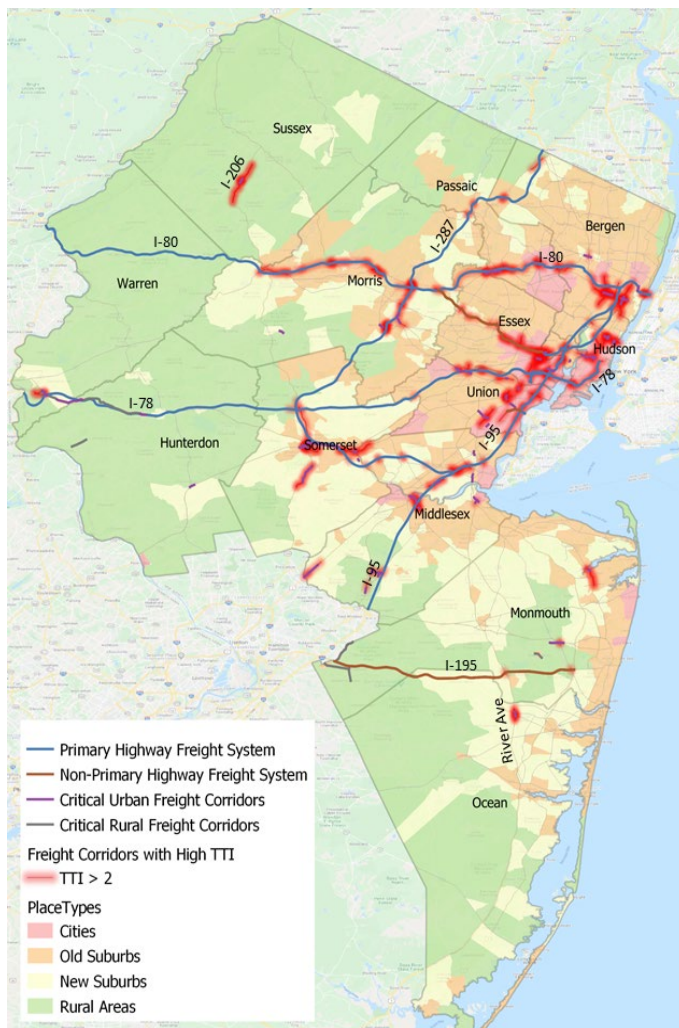 Sussex
I-206
Passaic
Bergen
I-287
I-80
I-80
Warren
Morris
Essex
Hudson
I-78
Union
I-78
I-95
Hunterdon
Somerset
Middlesex
I-95
Monmouth
I-195
River Ave
Ocean
Primary Highway Freight System
Non-Primary Highway Freight System
Critical Urban Freight Corridors
Critical Rural Freight Corridors
Freight Corridors with High TTI
TTI > 2
PlaceTypes
Cities
Old Suburbs
New Suburbs
Rural Areas